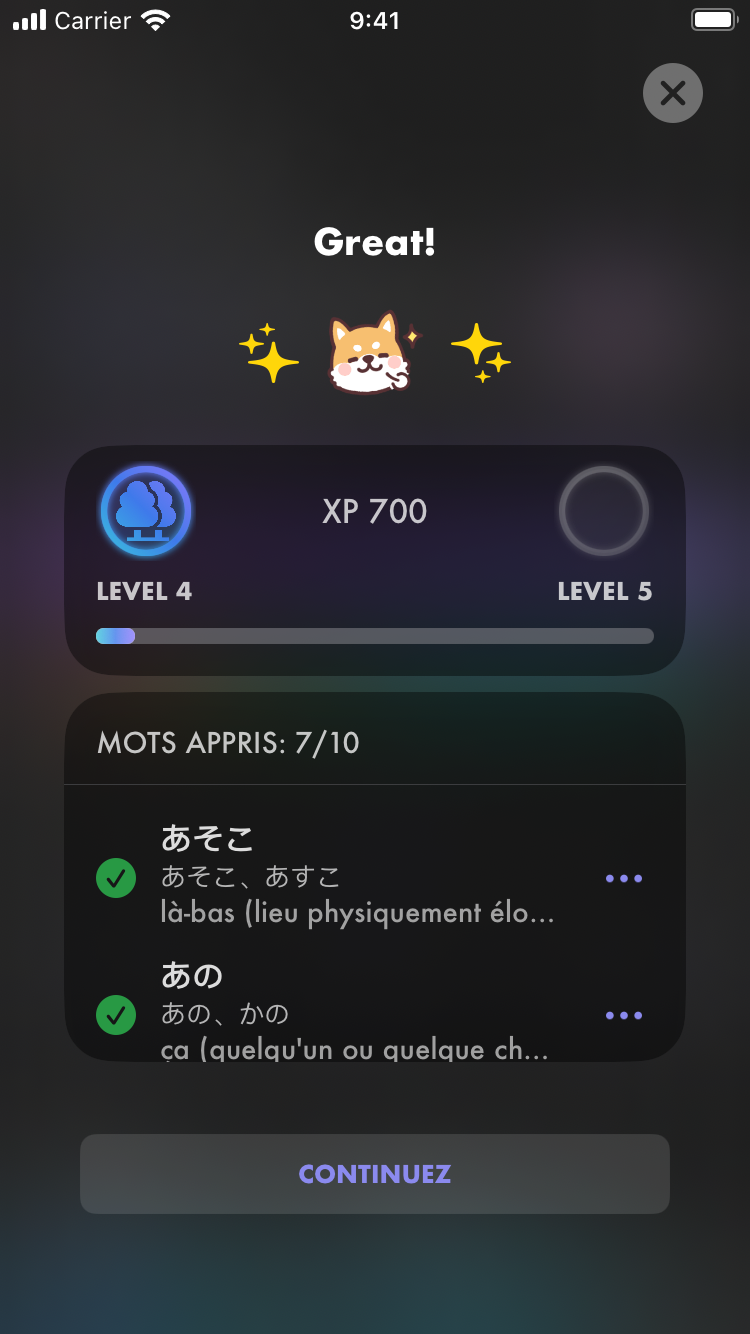 Carrier
9:41
Great!
XP 700
LEVEL 4
LEVEL 5
MOTS APPRIS: 7/10
あそこ
あそこ、あすこ
là-bas (lieu physiquement élo...
あの
あの、かの
ça (quelqu'un ou quelque ch...
CONTINUEZ